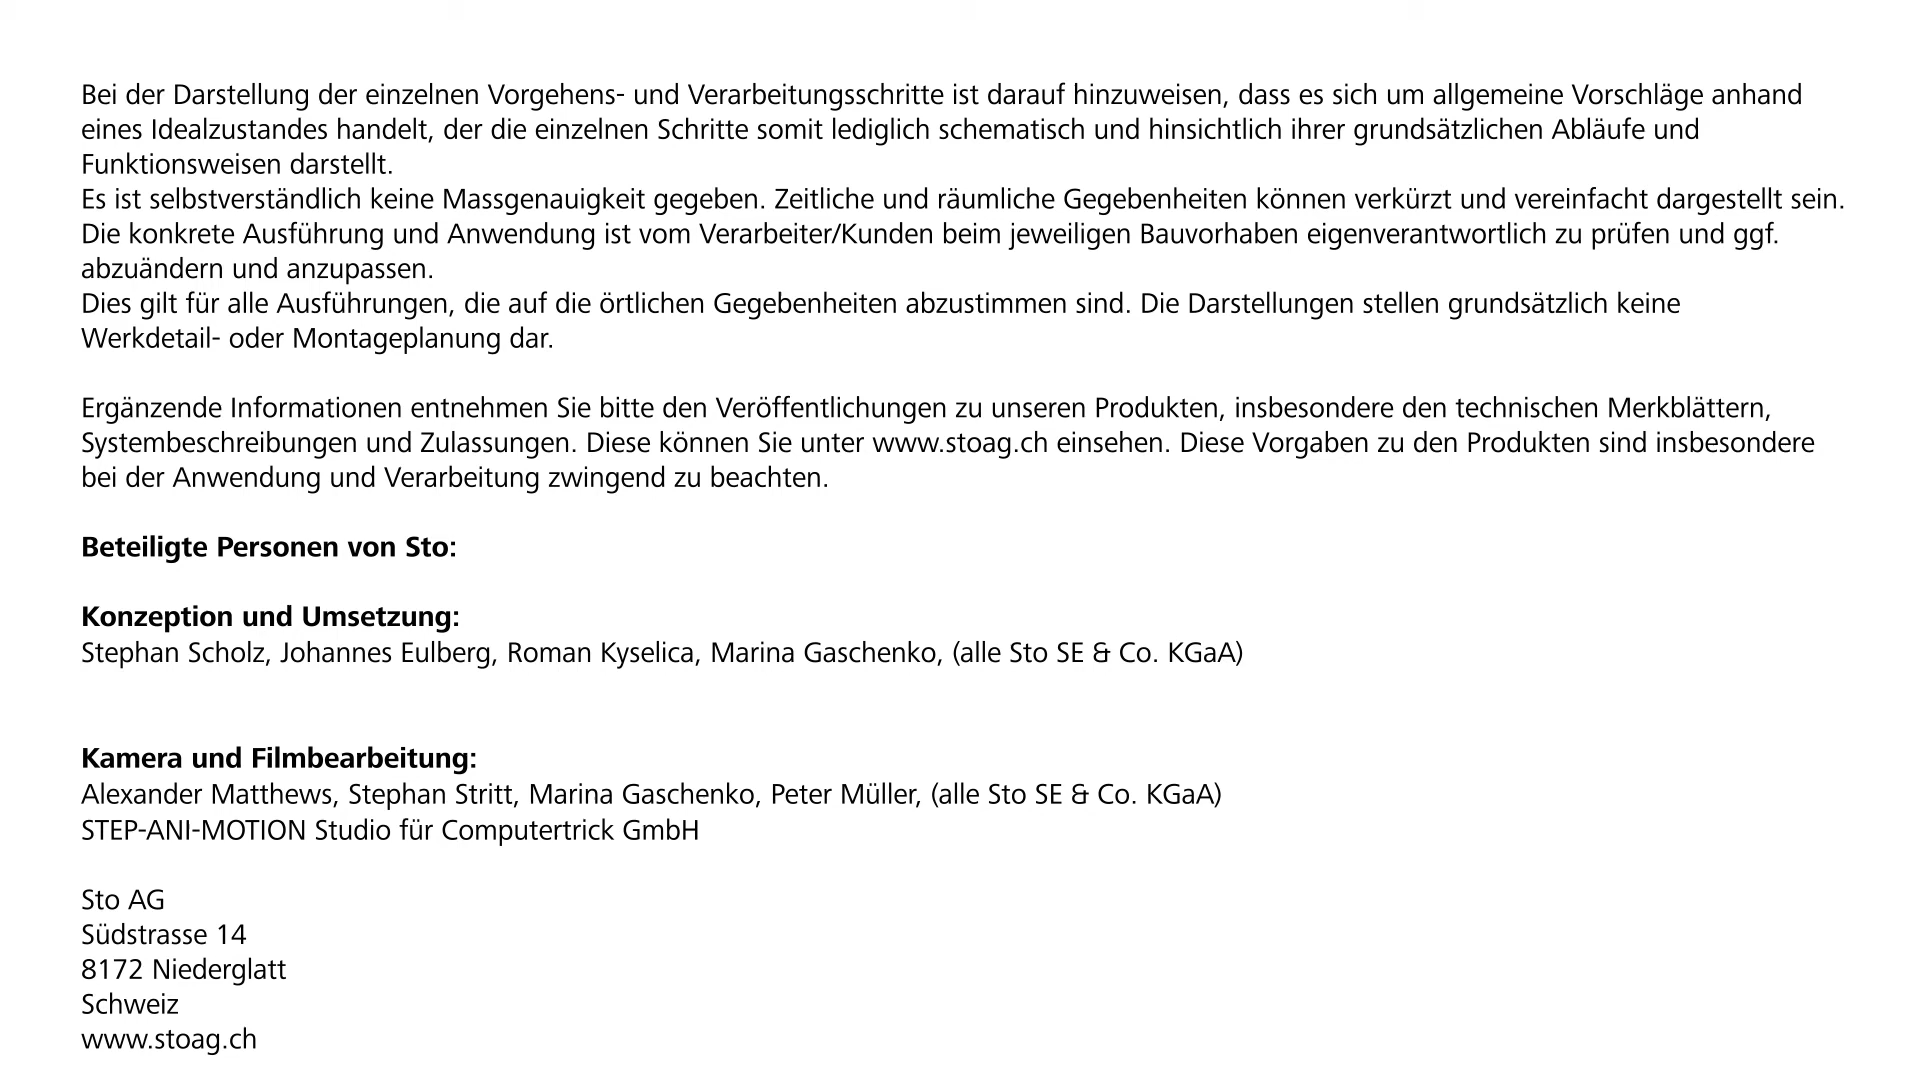 Bei der Darstellung der einzelnen Vorgehens- und Verarbeitungsschritte ist darauf hinzuweisen, dass es sich um allgemeine Vorschläge anhand
eines Idealzustandes handelt, der die einzelnen Schritte somit lediglich schematisch und hinsichtlich ihrer grundsätzlichen Abläufe und
Funktionsweisen darstellt.
Es ist selbstverständlich keine Massgenauigkeit gegeben. Zeitliche und räumliche Gegebenheiten können verkürzt und vereinfacht dargestellt sein.
Die konkrete Ausführung und Anwendung ist vom Verarbeiter/Kunden beim jeweiligen Bauvorhaben eigenverantwortlich zu prüfen und ggf.
abzuändern und anzupassen.
Dies gilt für alle Ausführungen, die auf die örtlichen Gegebenheiten abzustimmen sind. Die Darstellungen stellen grundsätzlich keine
Werkdetail- oder Montageplanung dar.
Ergänzende Informationen entnehmen Sie bitte den Veröffentlichungen zu unseren Produkten, insbesondere den technischen Merkblättern,
Systembeschreibungen und Zulassungen. Diese können Sie unter www.stoag.ch einsehen. Diese Vorgaben zu den Produkten sind insbesondere
bei der Anwendung und Verarbeitung zwingend zu beachten.
Beteiligte Personen von Sto:
Konzeption und Umsetzung:
Stephan Scholz, Johannes Eulberg, Roman Kyselica, Marina Gaschenko, (alle Sto SE & Co. KGaA)
Kamera und Filmbearbeitung:
Alexander Matthews, Stephan Stritt, Marina Gaschenko, Peter Müller, (alle Sto SE & Co. KGaA)
STEP-ANI-MOTION Studio für Computertrick GmbH
Sto AG
Südstrasse 14
8172 Niederglatt
Schweiz
www.stoag.ch